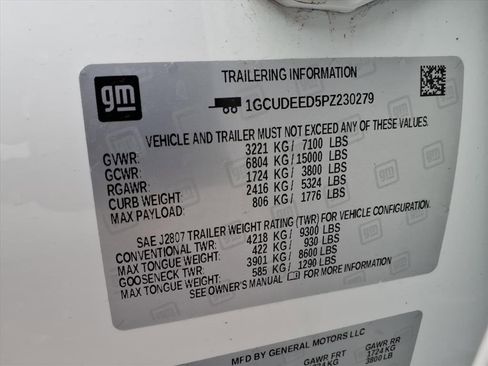 gm
TRAILERING INFORMATION
1GCUDEED5PZ230279
VEHICLE AND TRAILER MUST NOT EXCEED ANY OF THESE VALUES.
GVWR: 3221 KG/ 7100 LBS
GCWR: 6804 KG/ 15000 LBS
RGAWR: 1724 KG/ 3800 LBS
CURB WEIGHT: 2416 KG/ 5324 LBS
MAX PAYLOAD: 806 KG/ 1776 LBS
SAE J2807 TRAILER WEIGHT RATING (TWR) FOR VEHICLE CONFIGURATION.
CONVENTIONAL TWR: 4218 KG/ 9300 LBS
MAX TONGUE WEIGHT: 422 KG/ 930 LBS
GOOSENECK TWR: 3901 KG/ 8600 LBS
MAX TONGUE WEIGHT: 585 KG/ 1290 LBS
SEE OWNER'S MANUAL FOR MORE INFORMATION
MFD BY GENERAL MOTORS LLC
GAWR FRT GAWR RR
1724 KG
3800 LB